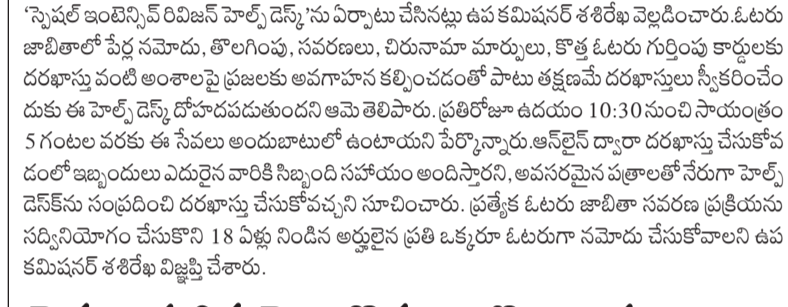 ‘స్పెషల్ ఇంటెన్సివ్ రివిజన్ హెల్ప్ డెస్క్’ను ఏర్పాటు చేసినట్లు ఉప కమిషనర్ శశిరేఖ వెల్లడించారు.ఓటరు
జాబితాలో పేర్ల నమోదు, తొలగింపు, సవరణలు, చిరునామా మార్పులు, కొత్త ఓటరు గుర్తింపు కార్డులకు
దరఖాస్తు వంటి అంశాలపై ప్రజలకు అవగాహన కల్పించడంతో పాటు తక్షణమే దరఖాస్తులు స్వీకరించేం
దుకు ఈ హెల్ప్ డెస్క్ దోహదపడుతుందని ఆమె తెలిపారు. ప్రతిరోజూ ఉదయం 10:30 నుంచి సాయంత్రం
5 గంటల వరకు ఈ సేవలు అందుబాటులో ఉంటాయని పేర్కొన్నారు.ఆన్‌లైన్ ద్వారా దరఖాస్తు చేసుకోవ
డంలో ఇబ్బందులు ఎదురైన వారికి సిబ్బంది సహాయం అందిస్తారని, అవసరమైన పత్రాలతో నేరుగా హెల్ప్
డెస్క్‌ను సంప్రదించి దరఖాస్తు చేసుకోవచ్చని సూచించారు. ప్రత్యేక ఓటరు జాబితా సవరణ ప్రక్రియను
సద్వినియోగం చేసుకొని 18 ఏళ్లు నిండిన అర్హులైన ప్రతి ఒక్కరూ ఓటరుగా నమోదు చేసుకోవాలని ఉప
కమిషనర్ శశిరేఖ విజ్ఞప్తి చేశారు.